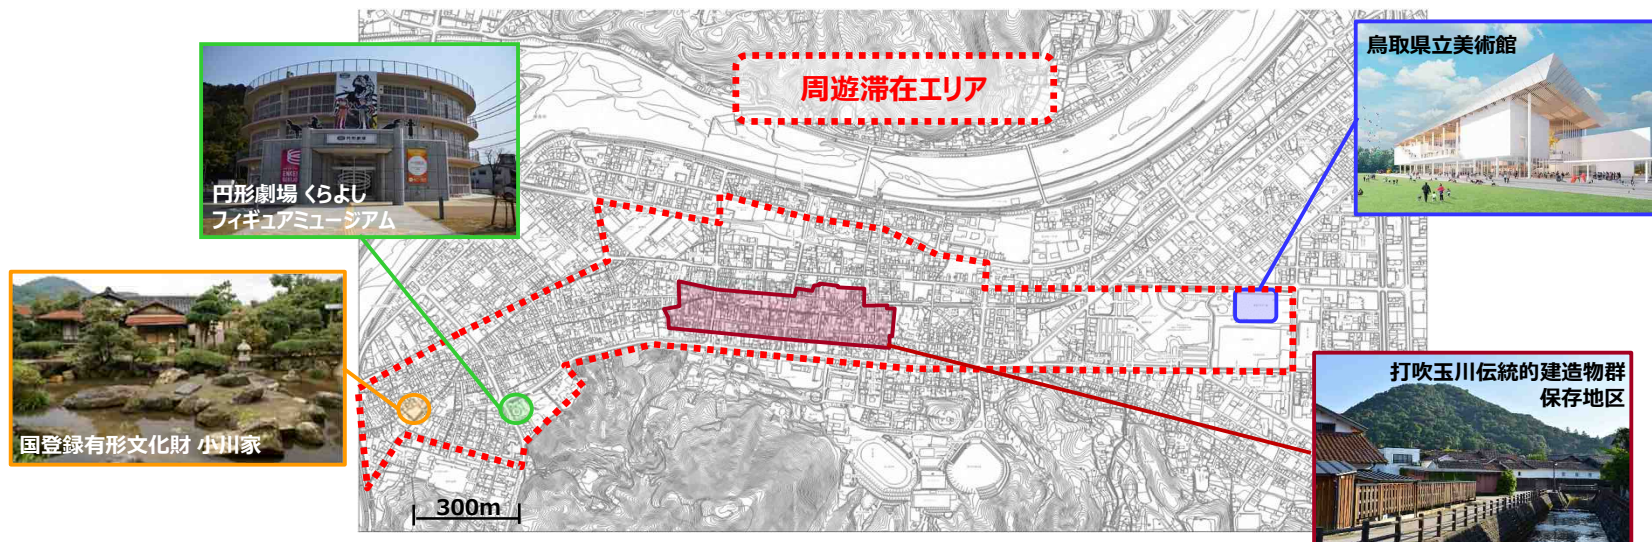 周遊滞在エリア
鳥取県立美術館
円形劇場 くらよし
フィギュアミュージアム
国登録有形文化財 小川家
打吹玉川伝統的建造物群
保存地区
300m